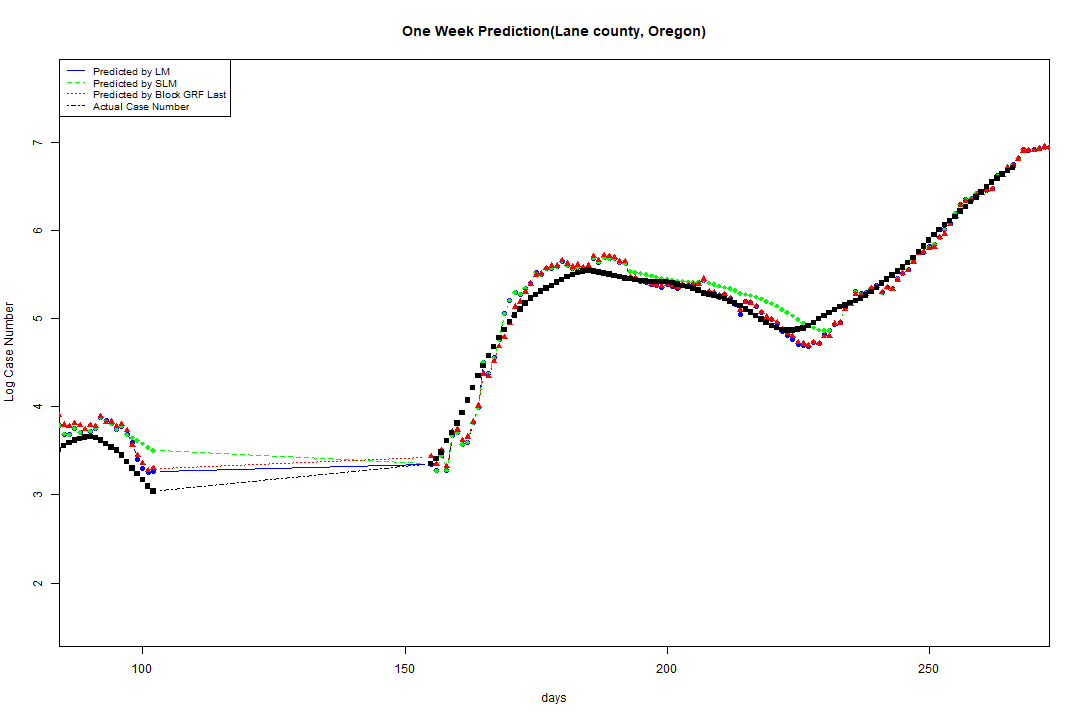 One Week Prediction(Lane county, Oregon)
Predicted by LM
Predicted by SLM
Predicted by Block GRF Last
Actual Case Number
7
6
5
4
3
2
Log Case Number
100 150 200 250
days